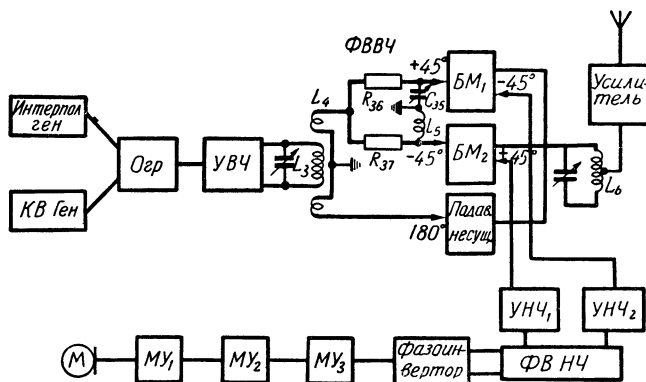 ФВВЧ
+45°
R36
C35
БМ1
-45°
Усили-
тель
Интерпол
ген
L4
L5
R37
-45°
БМ2
±45°
L6
Огр
УВЧ
L3
КВ Ген
180°
Подав.
несущ.
УНЧ1
УНЧ2
М
МУ1
МУ2
МУ3
Фазоин-
вертор
ФВ НЧ